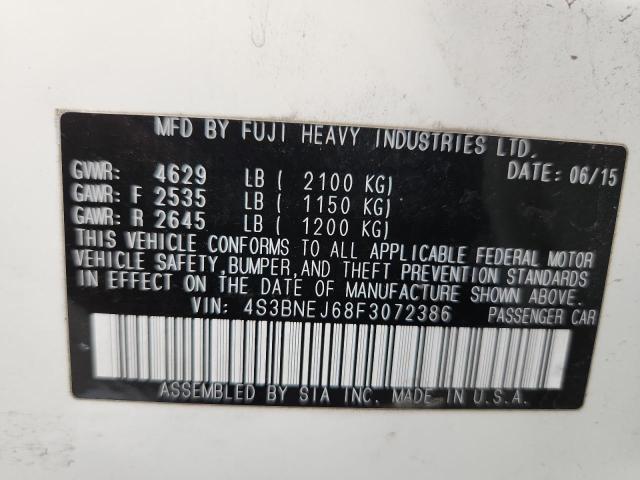 MFD BY FUJI HEAVY INDUSTRIES LTD.
DATE: 06/15
GVWR: 4629 LB ( 2100 KG)
GAWR: F 2535 LB ( 1150 KG)
GAWR: R 2645 LB ( 1200 KG)
THIS VEHICLE CONFORMS TO ALL APPLICABLE FEDERAL MOTOR
VEHICLE SAFETY,BUMPER,AND THEFT PREVENTION STANDARDS
IN EFFECT ON THE DATE OF MANUFACTURE SHOWN ABOVE.
VIN: 4S3BNEJ68F3072386 PASSENGER CAR
ASSEMBLED BY SIA INC. MADE IN U.S.A.